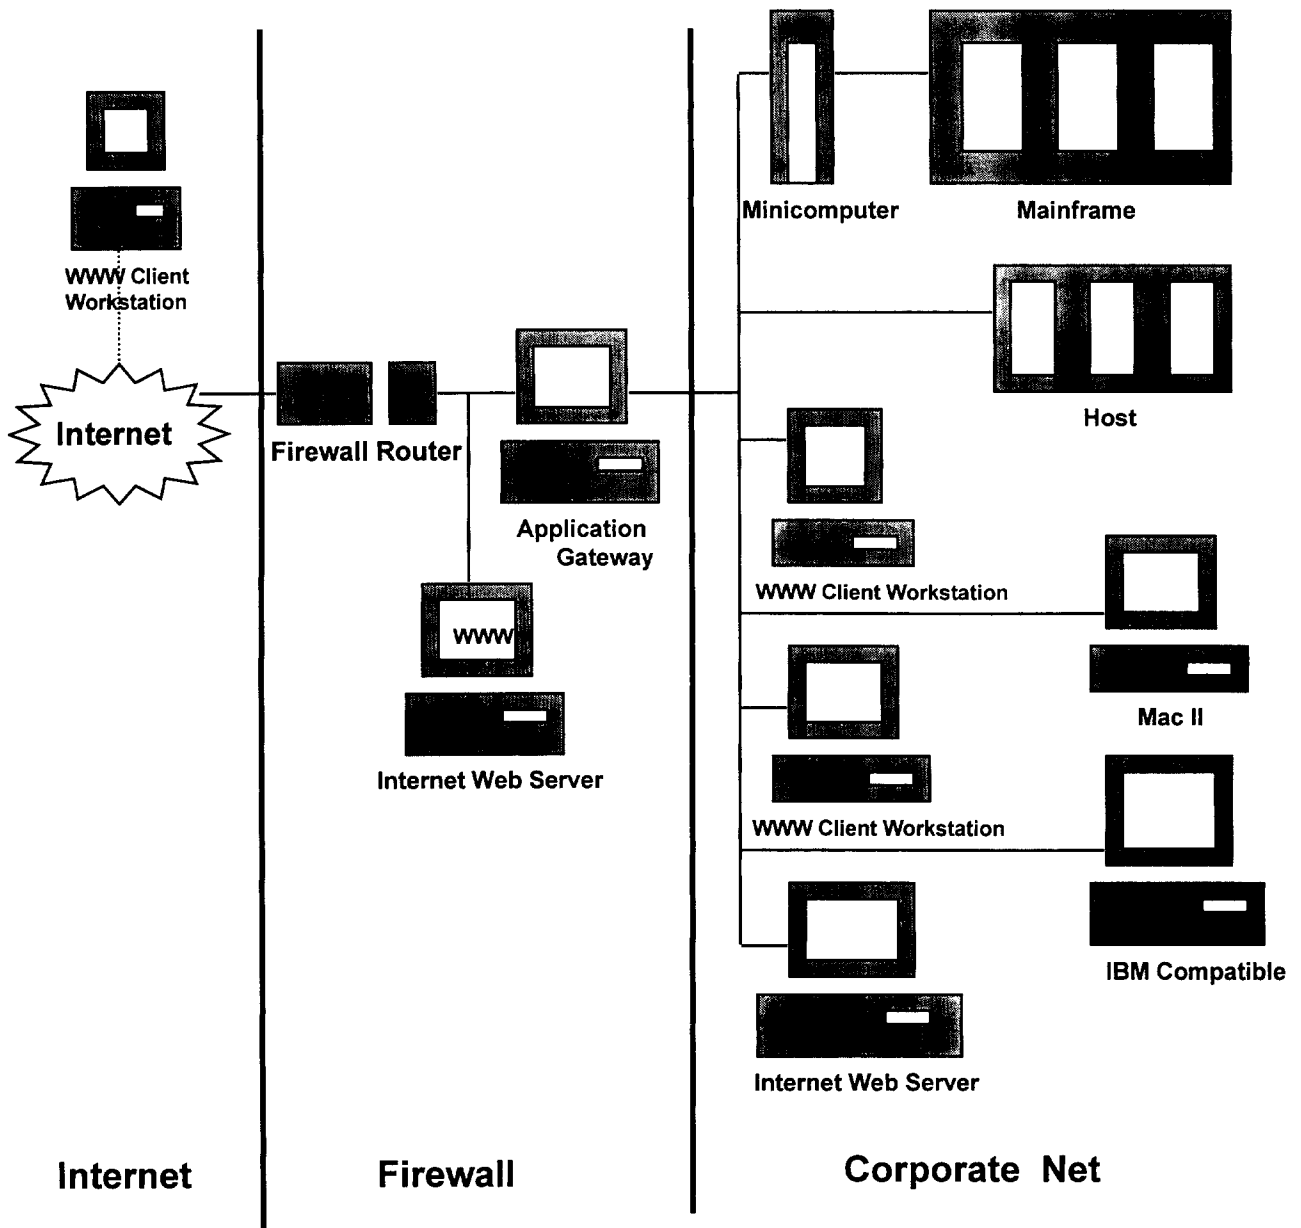 Minicomputer
Mainframe
WWW Client
Workstation
Host
Internet
Firewall Router
Application
Gateway
WWW Client Workstation
WWW
Mac II
Internet Web Server
WWW Client Workstation
IBM Compatible
Internet Web Server
Internet
Firewall
Corporate Net